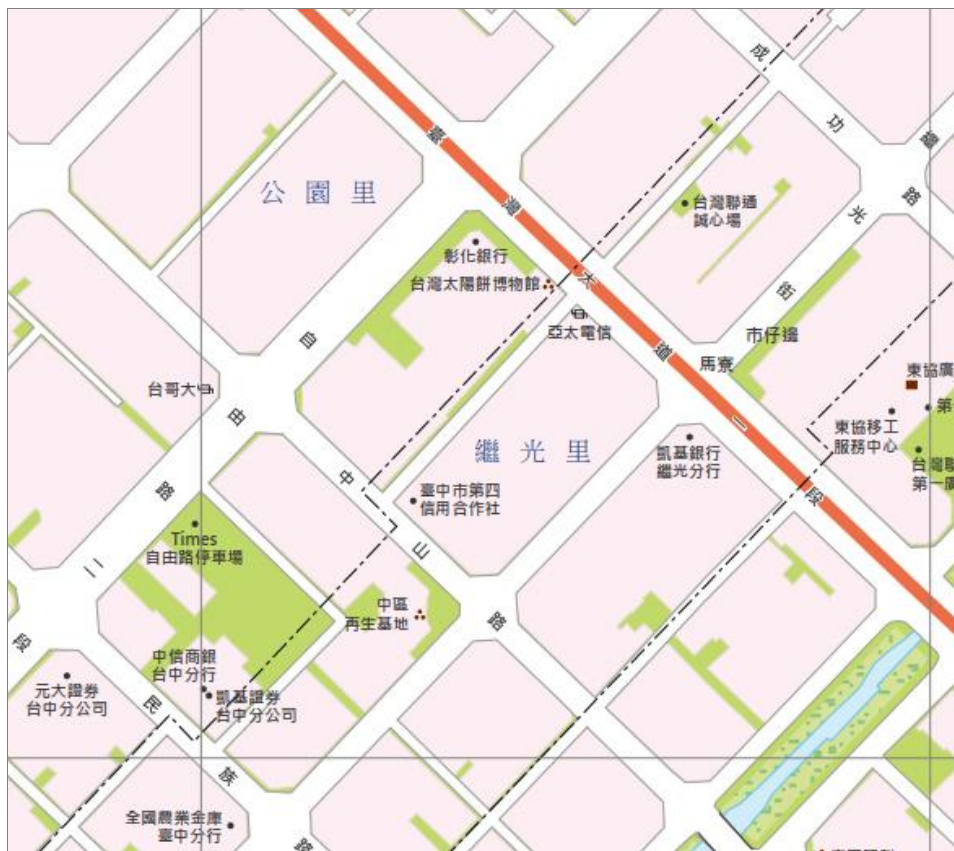 成功路
繼光街
臺灣大道一段
公園里
台灣聯通
誠心場
彰化銀行
台灣太陽餅博物館
亞太電信
市仔邊
馬寮
自由路二段
台哥大
東協廣
第
東協移工
服務中心
台灣聯
第一廣
凱基銀行
繼光分行
繼光里
中山路
臺中市第四
信用合作社
Times
自由路停車場
中區
再生基地
中信商銀
台中分行
凱基證券
台中分公司
元大證券
台中分公司
民族路
全國農業金庫
臺中分行